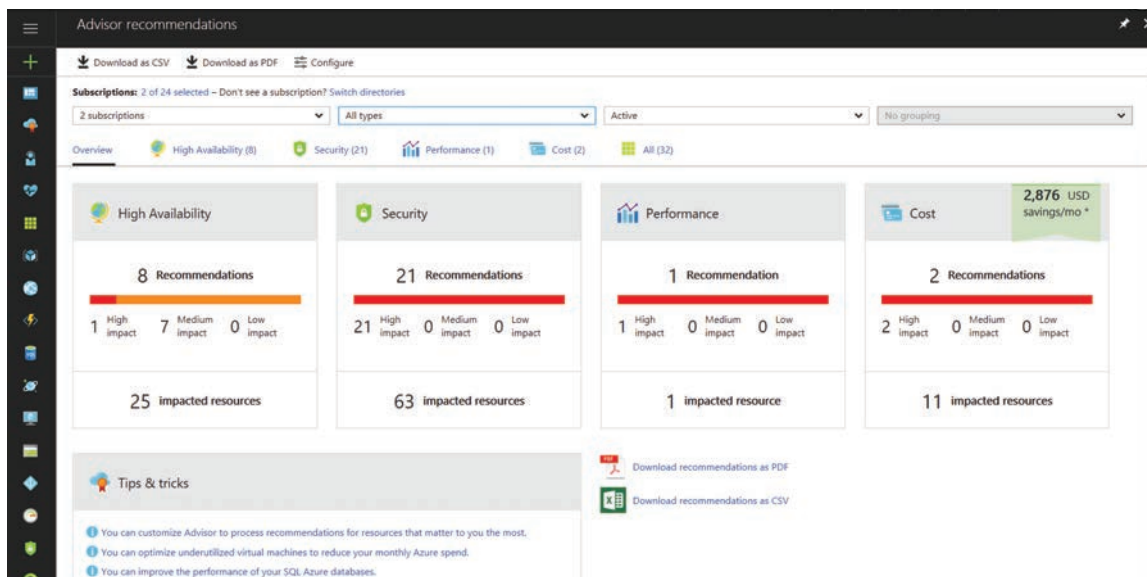 Advisor recommendations
Download as CSV Download as PDF Configure
Subscriptions: 2 of 24 selected – Don't see a subscription? Switch directories
2 subscriptions All types Active No grouping
Overview High Availability (8) Security (21) Performance (1) Cost (2) All (32)
High Availability Security Performance Cost 2,876 USD savings/mo *
8 Recommendations 21 Recommendations 1 Recommendation 2 Recommendations
1 High impact 7 Medium impact 0 Low impact 21 High impact 0 Medium impact 0 Low impact 1 High impact 0 Medium impact 0 Low impact 2 High impact 0 Medium impact 0 Low impact
25 impacted resources 63 impacted resources 1 impacted resource 11 impacted resources
Tips & tricks
You can customize Advisor to process recommendations for resources that matter to you the most.
You can optimize underutilized virtual machines to reduce your monthly Azure spend.
You can improve the performance of your SQL Azure databases.
PDF
Download recommendations as PDF
Download recommendations as CSV